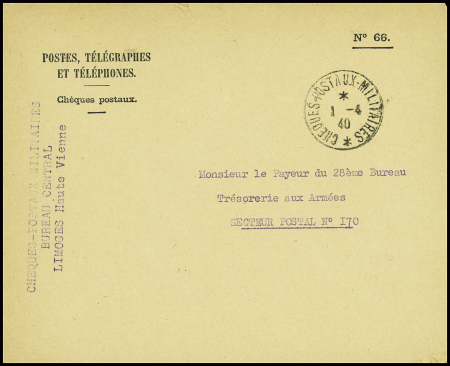 N° 66.
POSTES, TÉLÉGRAPHES
ET TÉLÉPHONES.
Chèques postaux.
CHEQUES-POSTAUX-MILITAIRES
1 -4
40
CHEQUES-POSTAUX MILITAIRES
BUREAU CENTRAL
LIMOGES Haute Vienne
Monsieur le Payeur du 28ème Bureau
Trésorerie aux Armées
SECTEUR POSTAL N° 170